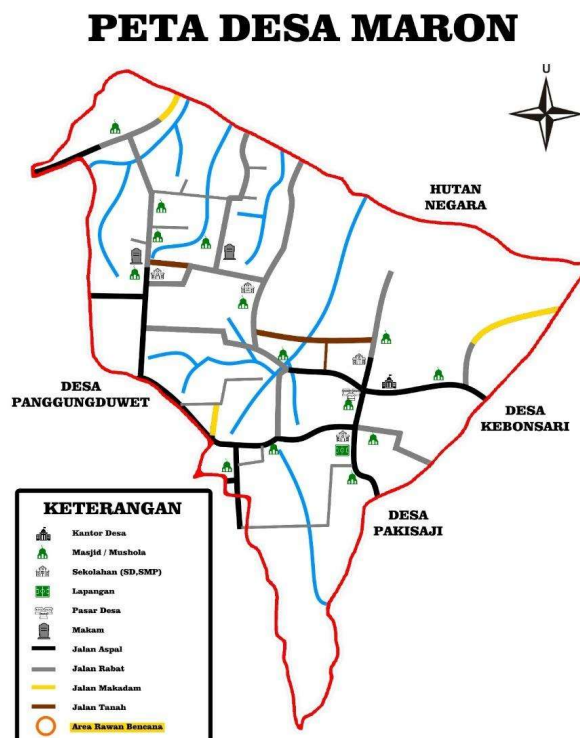 PETA DESA MARON
U
HUTAN
NEGARA
DESA
PANGGUNGDUWET
DESA
KEBONSARI
DESA
PAKISAJI
KETERANGAN
Kantor Desa
Masjid / Mushola
Sekolahan (SD,SMP)
Lapangan
Pasar Desa
Makam
Jalan Aspal
Jalan Rabat
Jalan Makadam
Jalan Tanah
Area Rawan Bencana